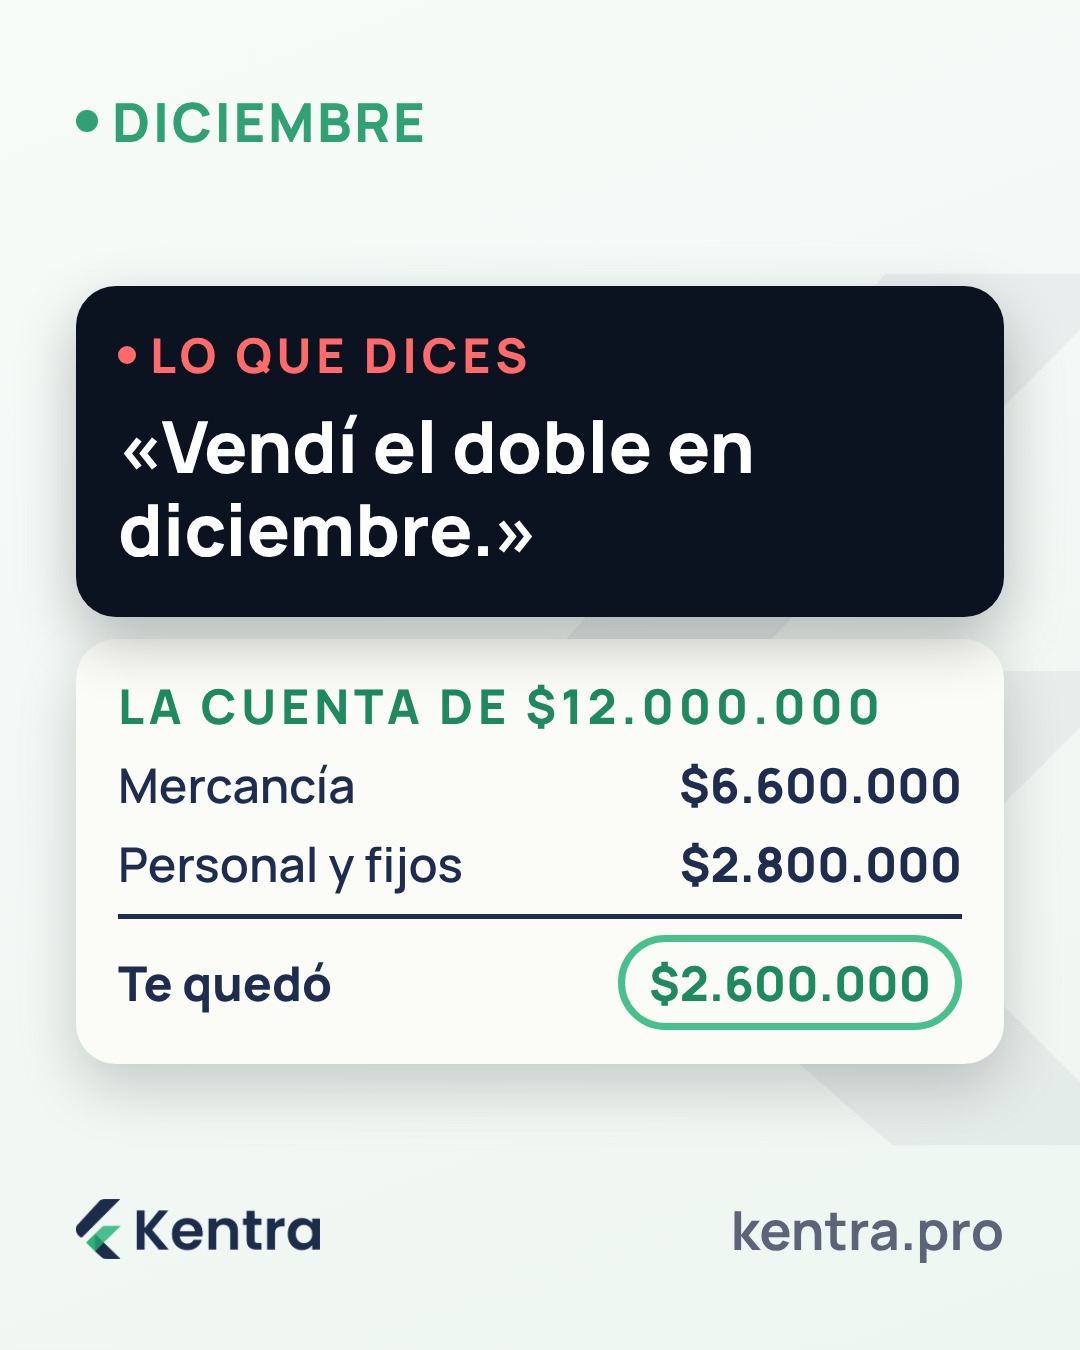 DICIEMBRE
LO QUE DICES
«Vendí el doble en
diciembre.»
LA CUENTA DE $12.000.000
Mercancía $6.600.000
Personal y fijos $2.800.000
Te quedó $2.600.000
Kentra kentra.pro